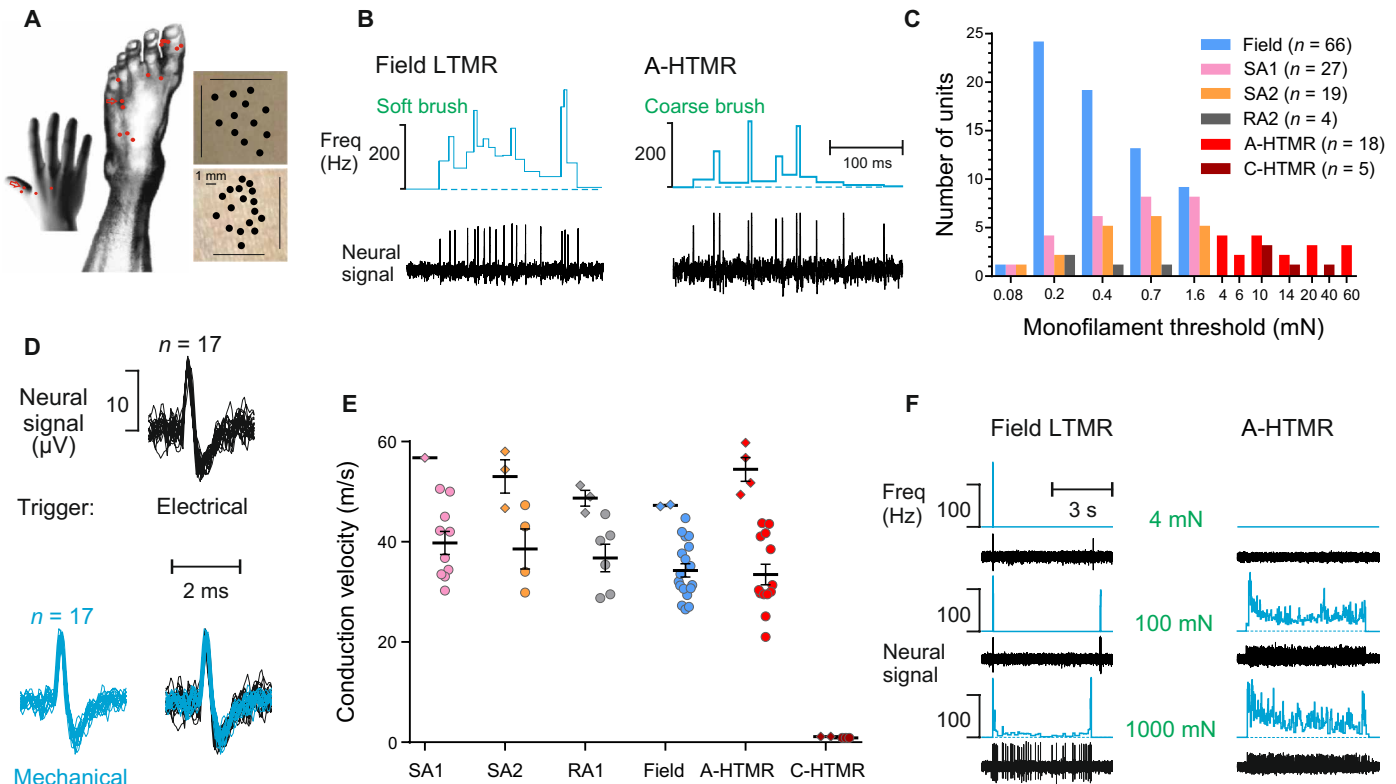 A
1 mm
B
Field LTMR
A-HTMR
Soft brush
Coarse brush
Freq
(Hz)
200
200
100 ms
Neural
signal
C
Number of units
25
20
15
10
5
0
Field (n = 66)
SA1 (n = 27)
SA2 (n = 19)
RA2 (n = 4)
A-HTMR (n = 18)
C-HTMR (n = 5)
0.08 0.2 0.4 0.7 1.6 4 6 10 14 20 40 60
Monofilament threshold (mN)
D
n = 17
Neural
signal
(µV)
10
Trigger:
Electrical
2 ms
n = 17
Mechanical
E
Conduction velocity (m/s)
60
40
20
0
SA1 SA2 RA1 Field A-HTMR C-HTMR
F
Field LTMR
A-HTMR
Freq
(Hz)
100
3 s
4 mN
100
100 mN
Neural
signal
100
1000 mN